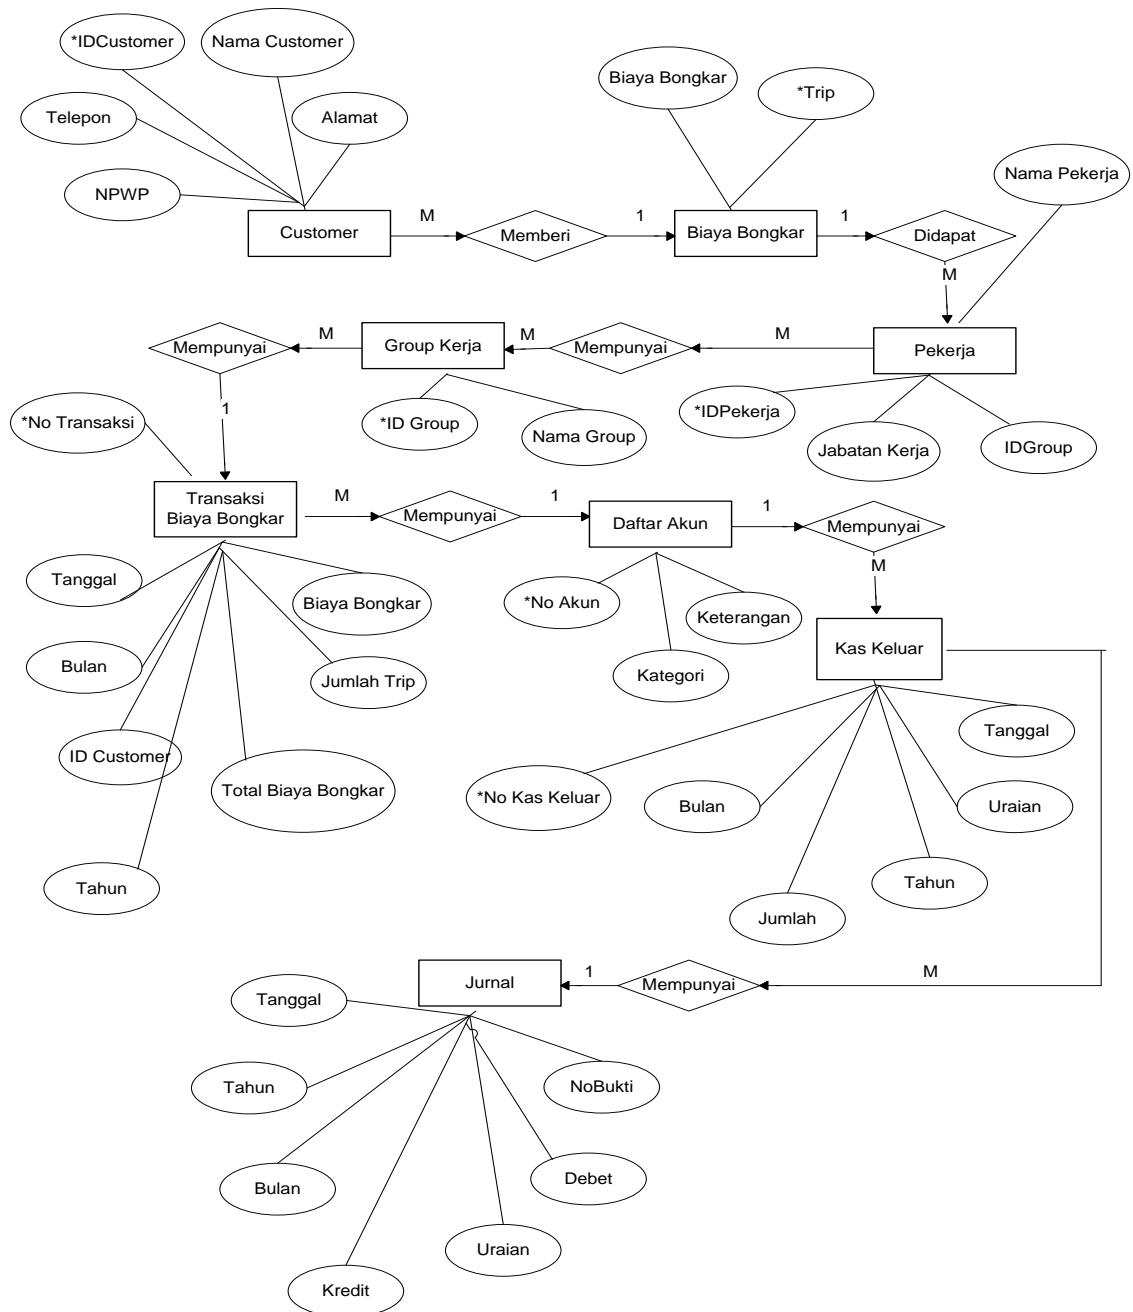 *IDCustomer
Nama Customer
Telepon
Alamat
NPWP
Biaya Bongkar
*Trip
Nama Pekerja
Customer
M
Memberi
1
Biaya Bongkar
1
Didapat
M
Mempunyai
M
Group Kerja
M
Mempunyai
M
Pekerja
1
*No Transaksi
*ID Group
Nama Group
*IDPekerja
Jabatan Kerja
IDGroup
Transaksi
Biaya Bongkar
M
Mempunyai
1
Daftar Akun
1
Mempunyai
M
Tanggal
Biaya Bongkar
*No Akun
Keterangan
Bulan
Jumlah Trip
Kategori
Kas Keluar
ID Customer
Total Biaya Bongkar
Tanggal
*No Kas Keluar
Bulan
Uraian
Tahun
Jumlah
Tahun
Jurnal
1
Mempunyai
M
Tanggal
Tahun
NoBukti
Bulan
Debet
Uraian
Kredit